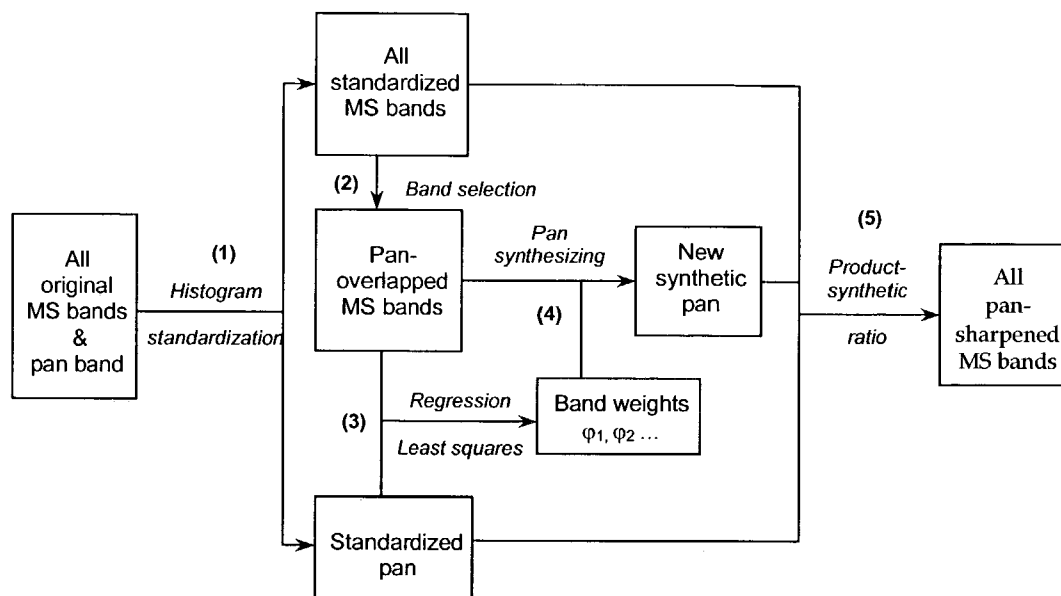 All
original
MS bands
&
pan band
(1)
Histogram
standardization
All
standardized
MS bands
(2)
Band selection
Pan-
overlapped
MS bands
Pan
synthesizing
(4)
New
synthetic
pan
(3)
Regression
Least squares
Band weights
φ1, φ2 ...
Standardized
pan
(5)
Product-
synthetic
ratio
All
pan-
sharpened
MS bands